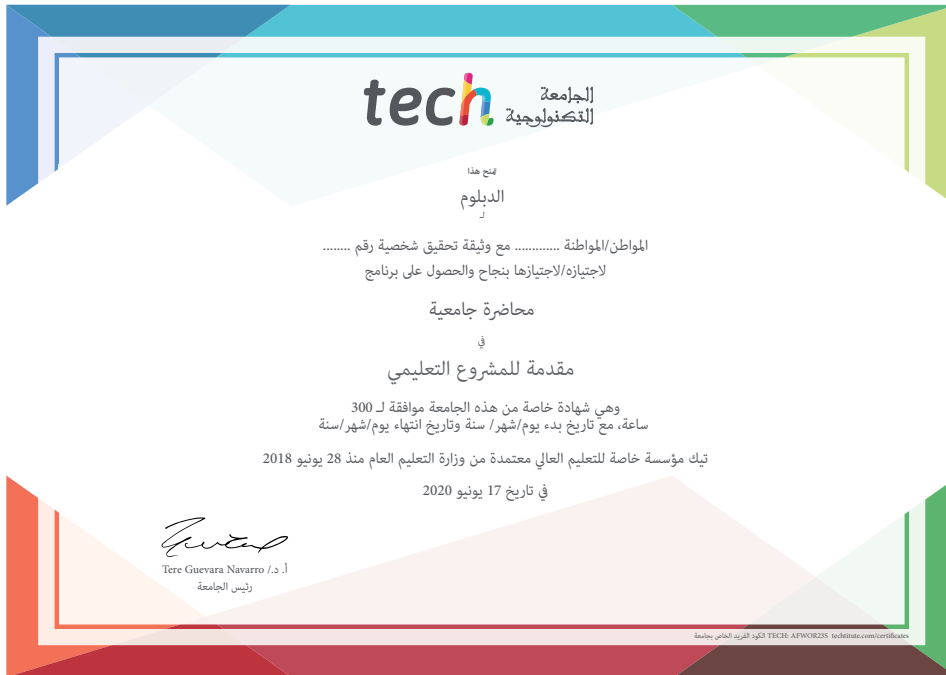 tech الجامعة
التكنولوجية
يمنح هذا
الدبلوم
لـ
المواطن/المواطنة ............ مع وثيقة تحقيق شخصية رقم ........
لاجتيازه/لاجتيازها بنجاح والحصول على برنامج
محاضرة جامعية
في
مقدمة للمشروع التعليمي
وهي شهادة خاصة من هذه الجامعة موافقة لـ 300
ساعة، مع تاريخ بدء يوم/شهر/ سنة وتاريخ انتهاء يوم/شهر/سنة
تيك مؤسسة خاصة للتعليم العالي معتمدة من وزارة التعليم العام منذ 28 يونيو 2018
في تاريخ 17 يونيو 2020
أ. د./ Tere Guevara Navarro
رئيس الجامعة
الكود الفريد الخاص بجامعة TECH: AFWOR23S techtitute.com/certificates